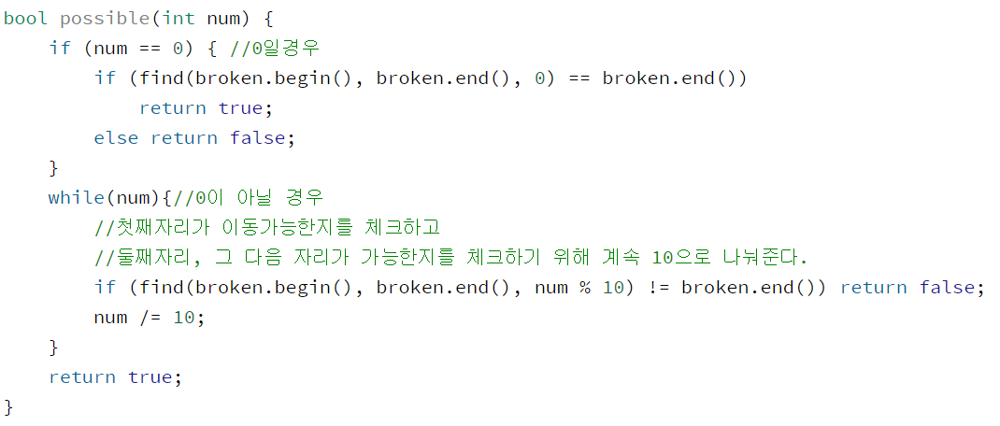 bool possible(int num) {
    if (num == 0) { //0일경우
        if (find(broken.begin(), broken.end(), 0) == broken.end())
            return true;
        else return false;
    }
    while(num){//0이 아닐 경우
        //첫째자리가 이동가능한지를 체크하고
        //둘째자리, 그 다음 자리가 가능한지를 체크하기 위해 계속 10으로 나눠준다.
        if (find(broken.begin(), broken.end(), num % 10) != broken.end()) return false;
        num /= 10;
    }
    return true;
}